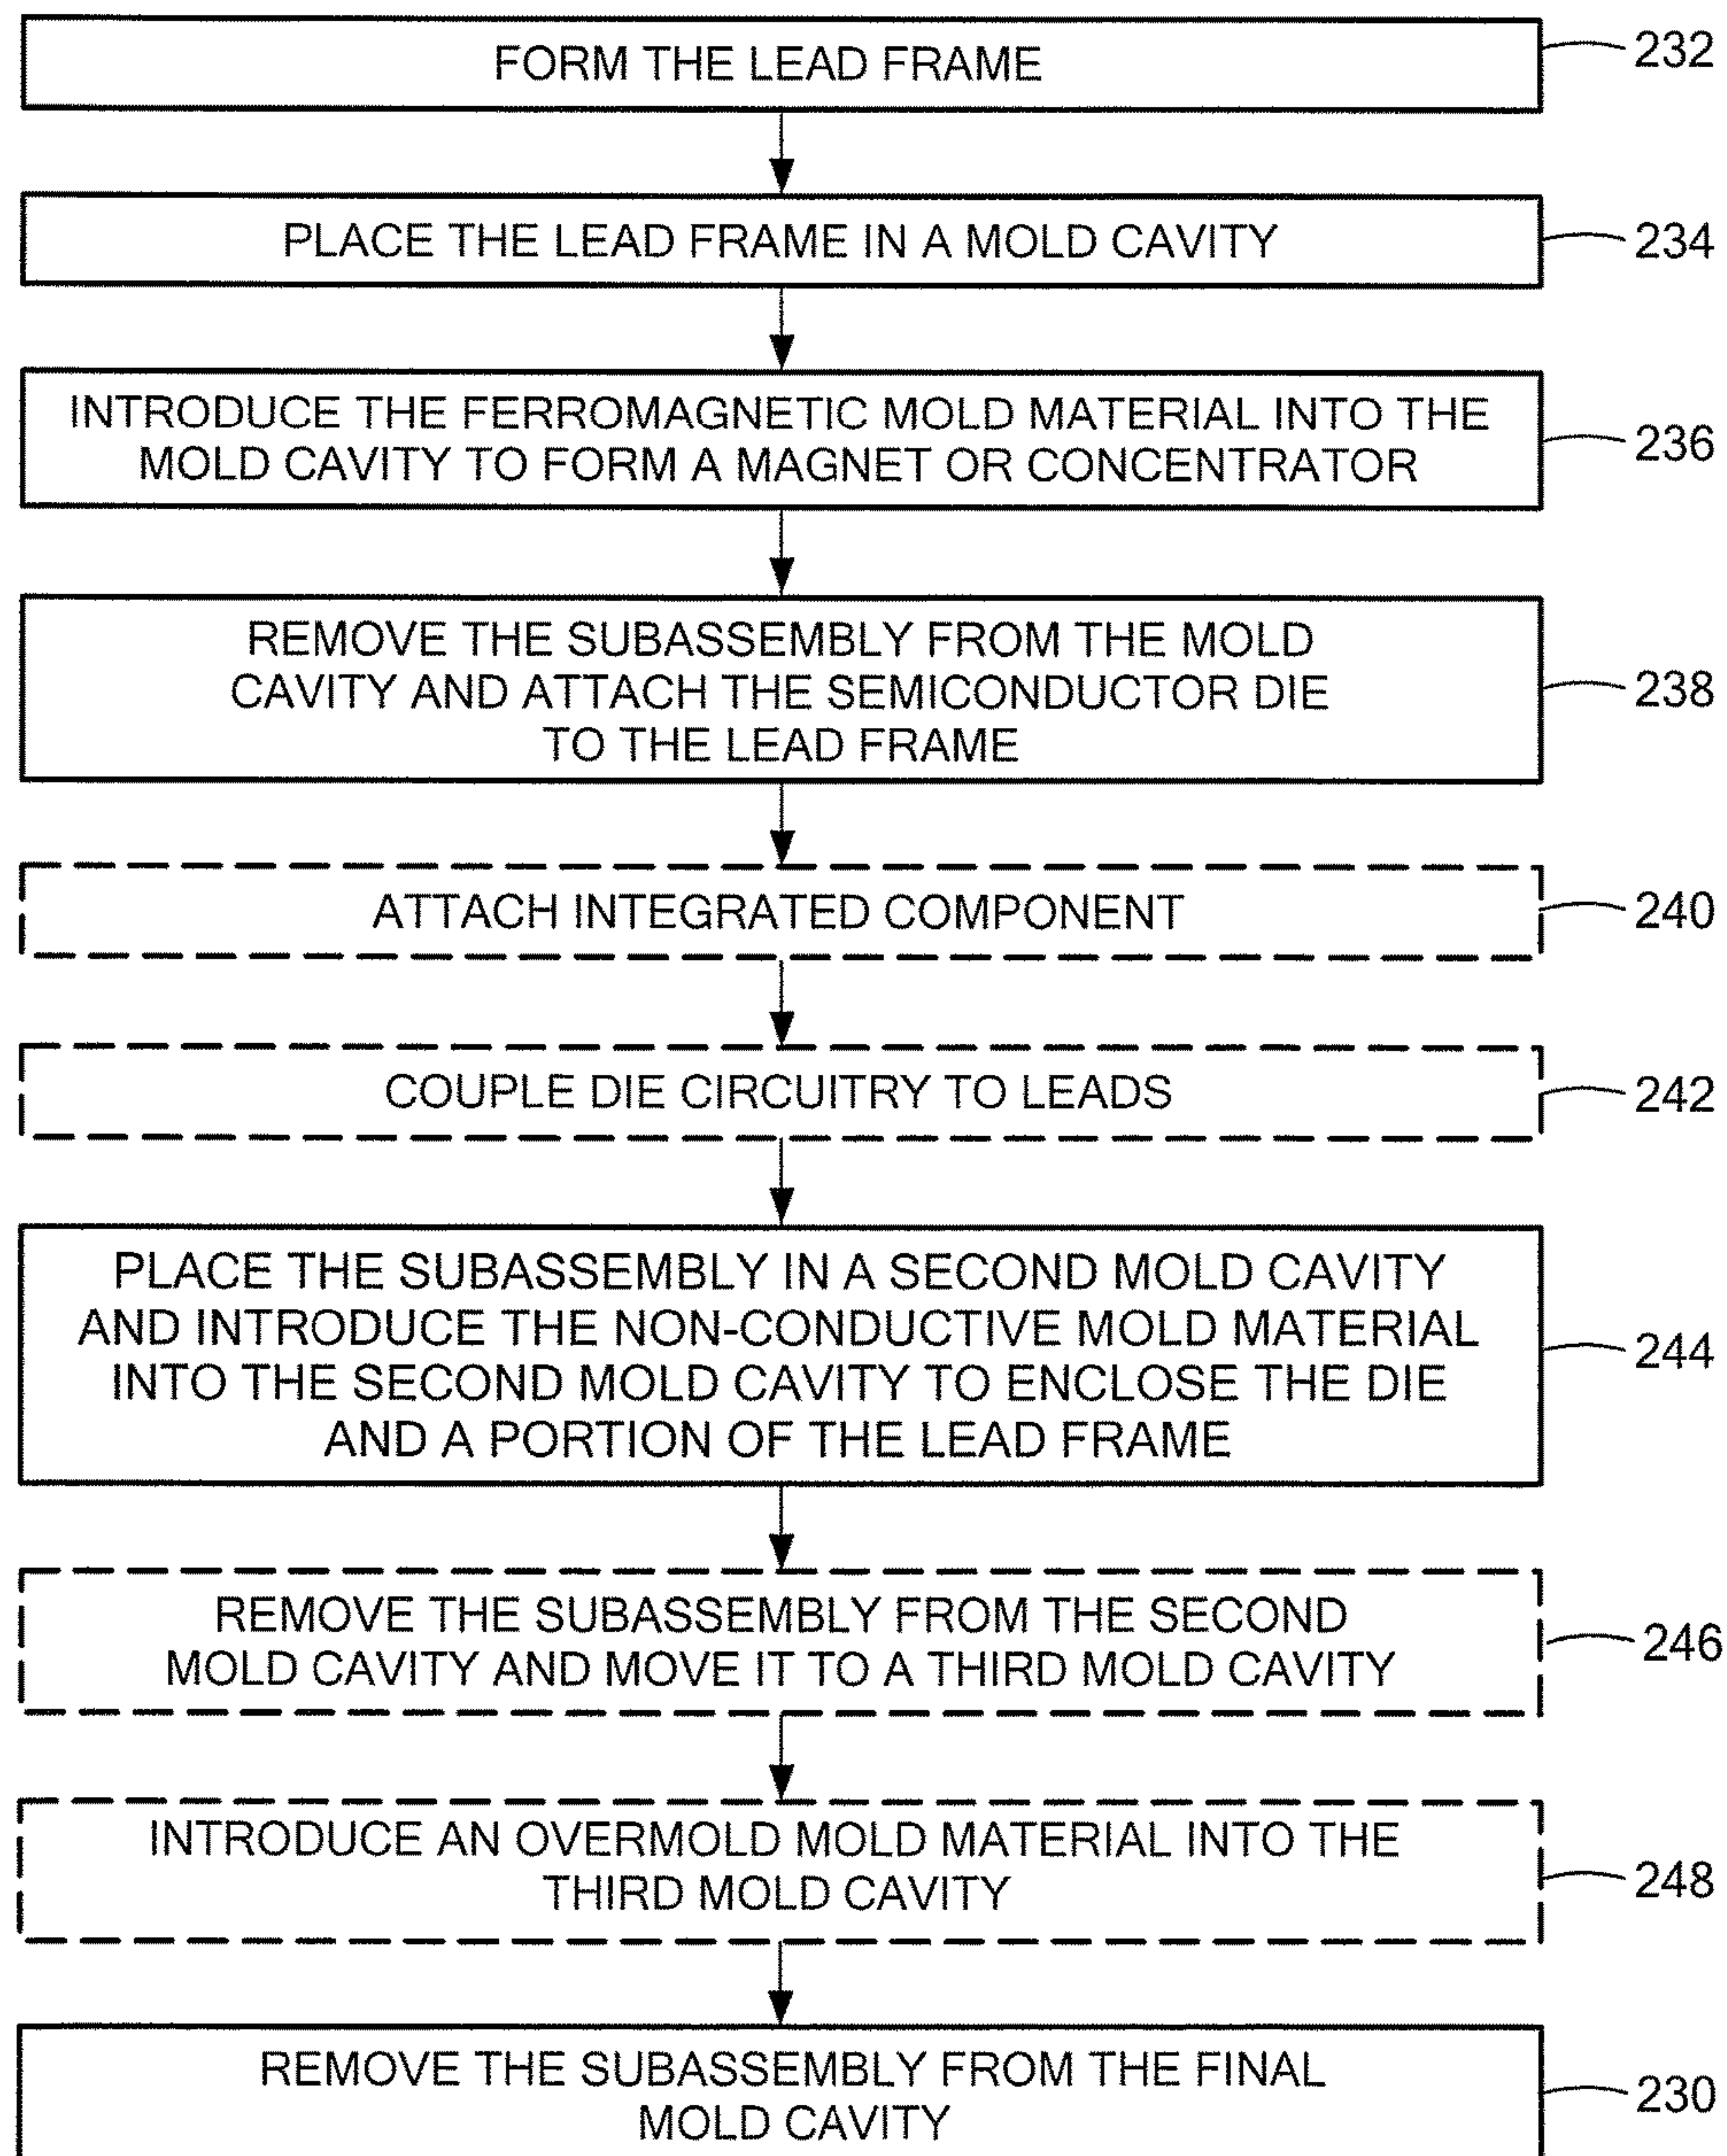 FORM THE LEAD FRAME
232
PLACE THE LEAD FRAME IN A MOLD CAVITY
234
INTRODUCE THE FERROMAGNETIC MOLD MATERIAL INTO THE
MOLD CAVITY TO FORM A MAGNET OR CONCENTRATOR
236
REMOVE THE SUBASSEMBLY FROM THE MOLD
CAVITY AND ATTACH THE SEMICONDUCTOR DIE
TO THE LEAD FRAME
238
ATTACH INTEGRATED COMPONENT
240
COUPLE DIE CIRCUITRY TO LEADS
242
PLACE THE SUBASSEMBLY IN A SECOND MOLD CAVITY
AND INTRODUCE THE NON-CONDUCTIVE MOLD MATERIAL
INTO THE SECOND MOLD CAVITY TO ENCLOSE THE DIE
AND A PORTION OF THE LEAD FRAME
244
REMOVE THE SUBASSEMBLY FROM THE SECOND
MOLD CAVITY AND MOVE IT TO A THIRD MOLD CAVITY
246
INTRODUCE AN OVERMOLD MOLD MATERIAL INTO THE
THIRD MOLD CAVITY
248
REMOVE THE SUBASSEMBLY FROM THE FINAL
MOLD CAVITY
230